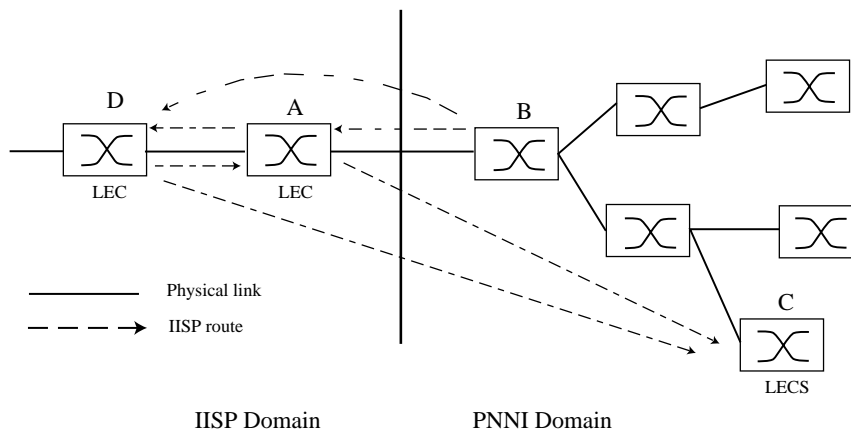 D
A
B
LEC
LEC
C
Physical link
IISP route
LECS
IISP Domain
PNNI Domain